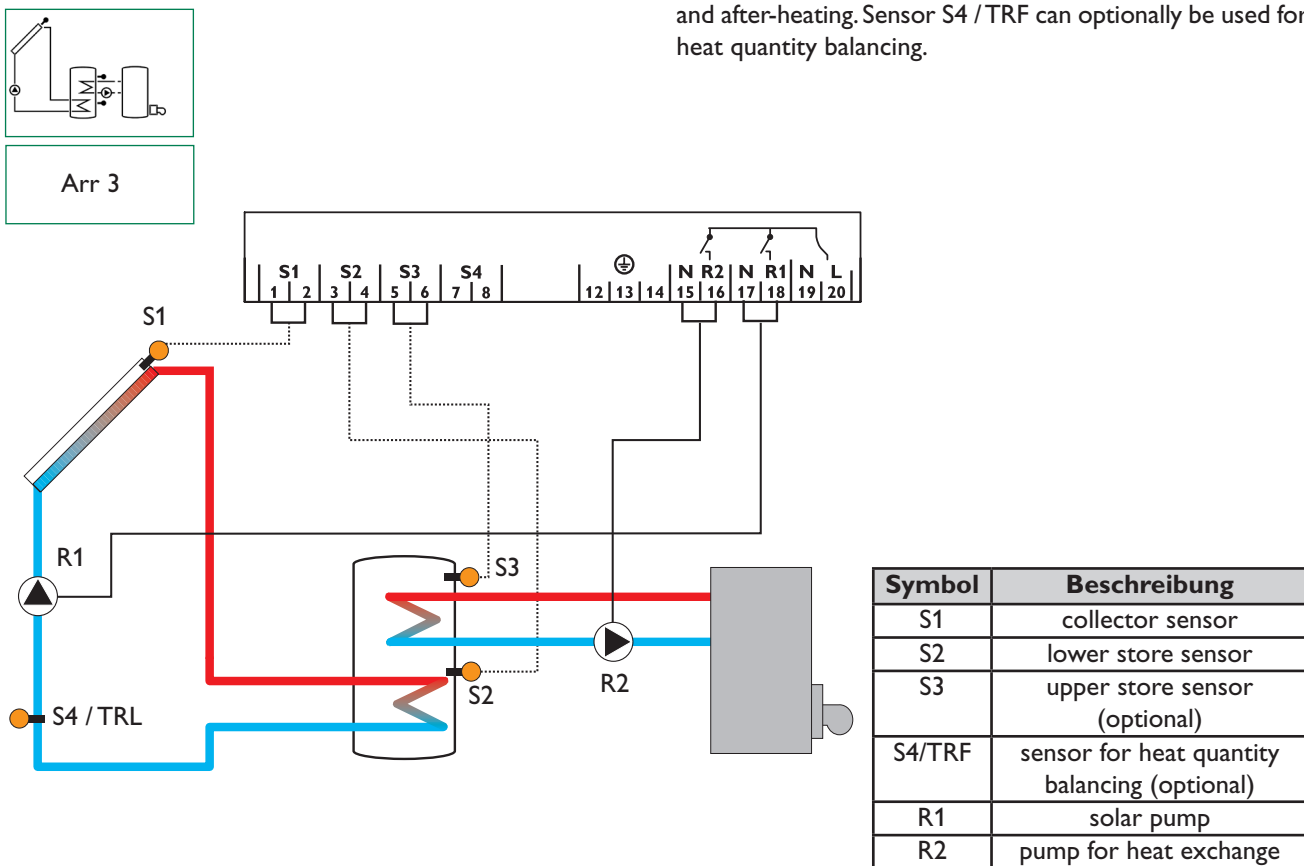 and after-heating. Sensor S4 / TRF can optionally be used for
heat quantity balancing.
Arr 3
S1 S2 S3 S4 N R2 N R1 N L
1 2 3 4 5 6 7 8 12 13 14 15 16 17 18 19 20
S1
R1
S3
S2
R2
S4 / TRL
Symbol Beschreibung
S1 collector sensor
S2 lower store sensor
S3 upper store sensor
(optional)
S4/TRF sensor for heat quantity
balancing (optional)
R1 solar pump
R2 pump for heat exchange